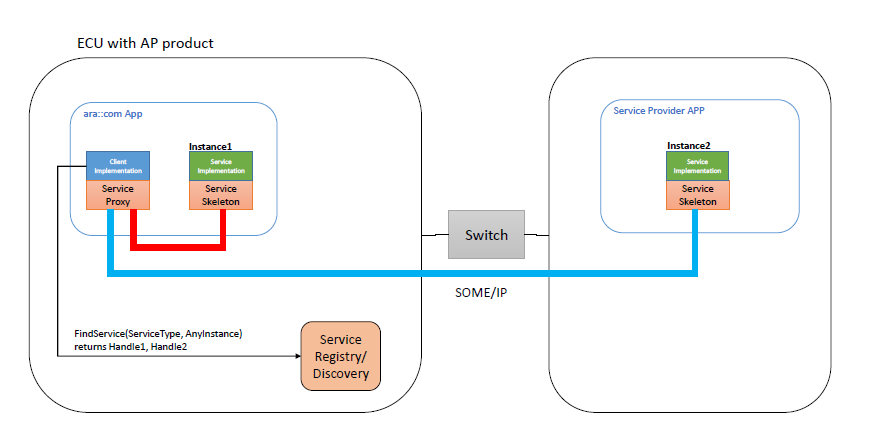 ECU with AP product
ara::com App
Instance1
Client
Implementation
Service
Proxy
Service
Implementation
Service
Skeleton
Service Provider APP
Instance2
Service Implementation
Service
Skeleton
Switch
SOME/IP
FindService(ServiceType, AnyInstance)
returns Handle1, Handle2
Service
Registry/
Discovery